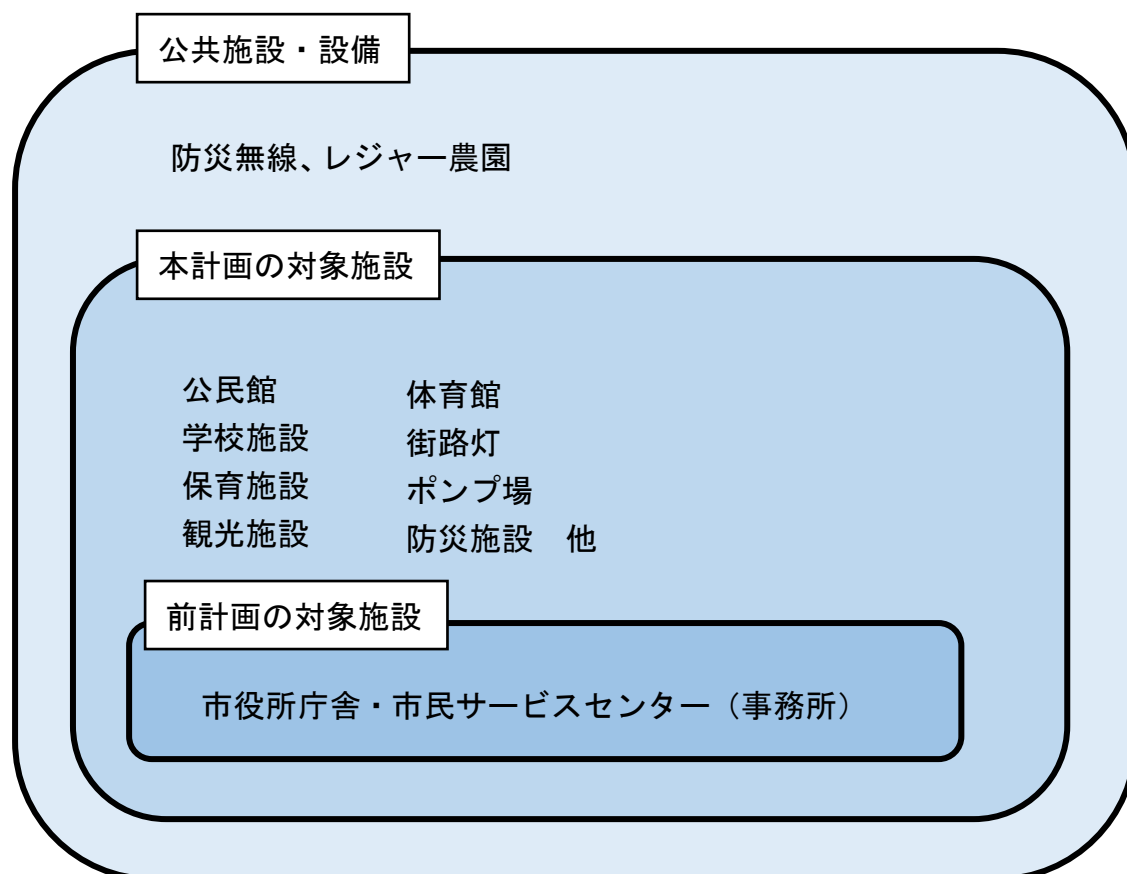 公共施設・設備
防災無線、レジャー農園
本計画の対象施設
公民館
学校施設
保育施設
観光施設
体育館
街路灯
ポンプ場
防災施設　他
前計画の対象施設
市役所庁舎・市民サービスセンター（事務所）